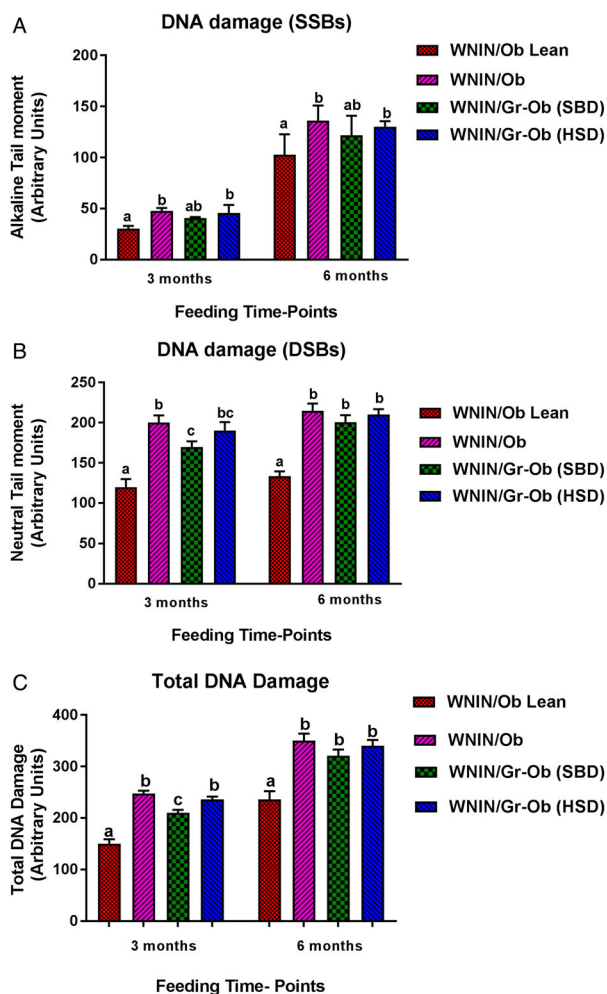 A
DNA damage (SSBs)
Alkaline Tail moment
(Arbitrary Units)
200
150
100
50
0
a
b
ab
b
a
b
ab
b
3 months
6 months
Feeding Time-Points
WNIN/Ob Lean
WNIN/Ob
WNIN/Gr-Ob (SBD)
WNIN/Gr-Ob (HSD)
B
DNA damage (DSBs)
Neutral Tail moment
(Arbitrary Units)
250
200
150
100
50
0
a
b
c
bc
a
b
b
b
3 months
6 months
Feeding Time-Points
WNIN/Ob Lean
WNIN/Ob
WNIN/Gr-Ob (SBD)
WNIN/Gr-Ob (HSD)
C
Total DNA Damage
Total DNA Damage
(Arbitrary Units)
400
300
200
100
0
a
b
c
b
a
b
b
b
3 months
6 months
Feeding Time- Points
WNIN/Ob Lean
WNIN/Ob
WNIN/Gr-Ob (SBD)
WNIN/Gr-Ob (HSD)